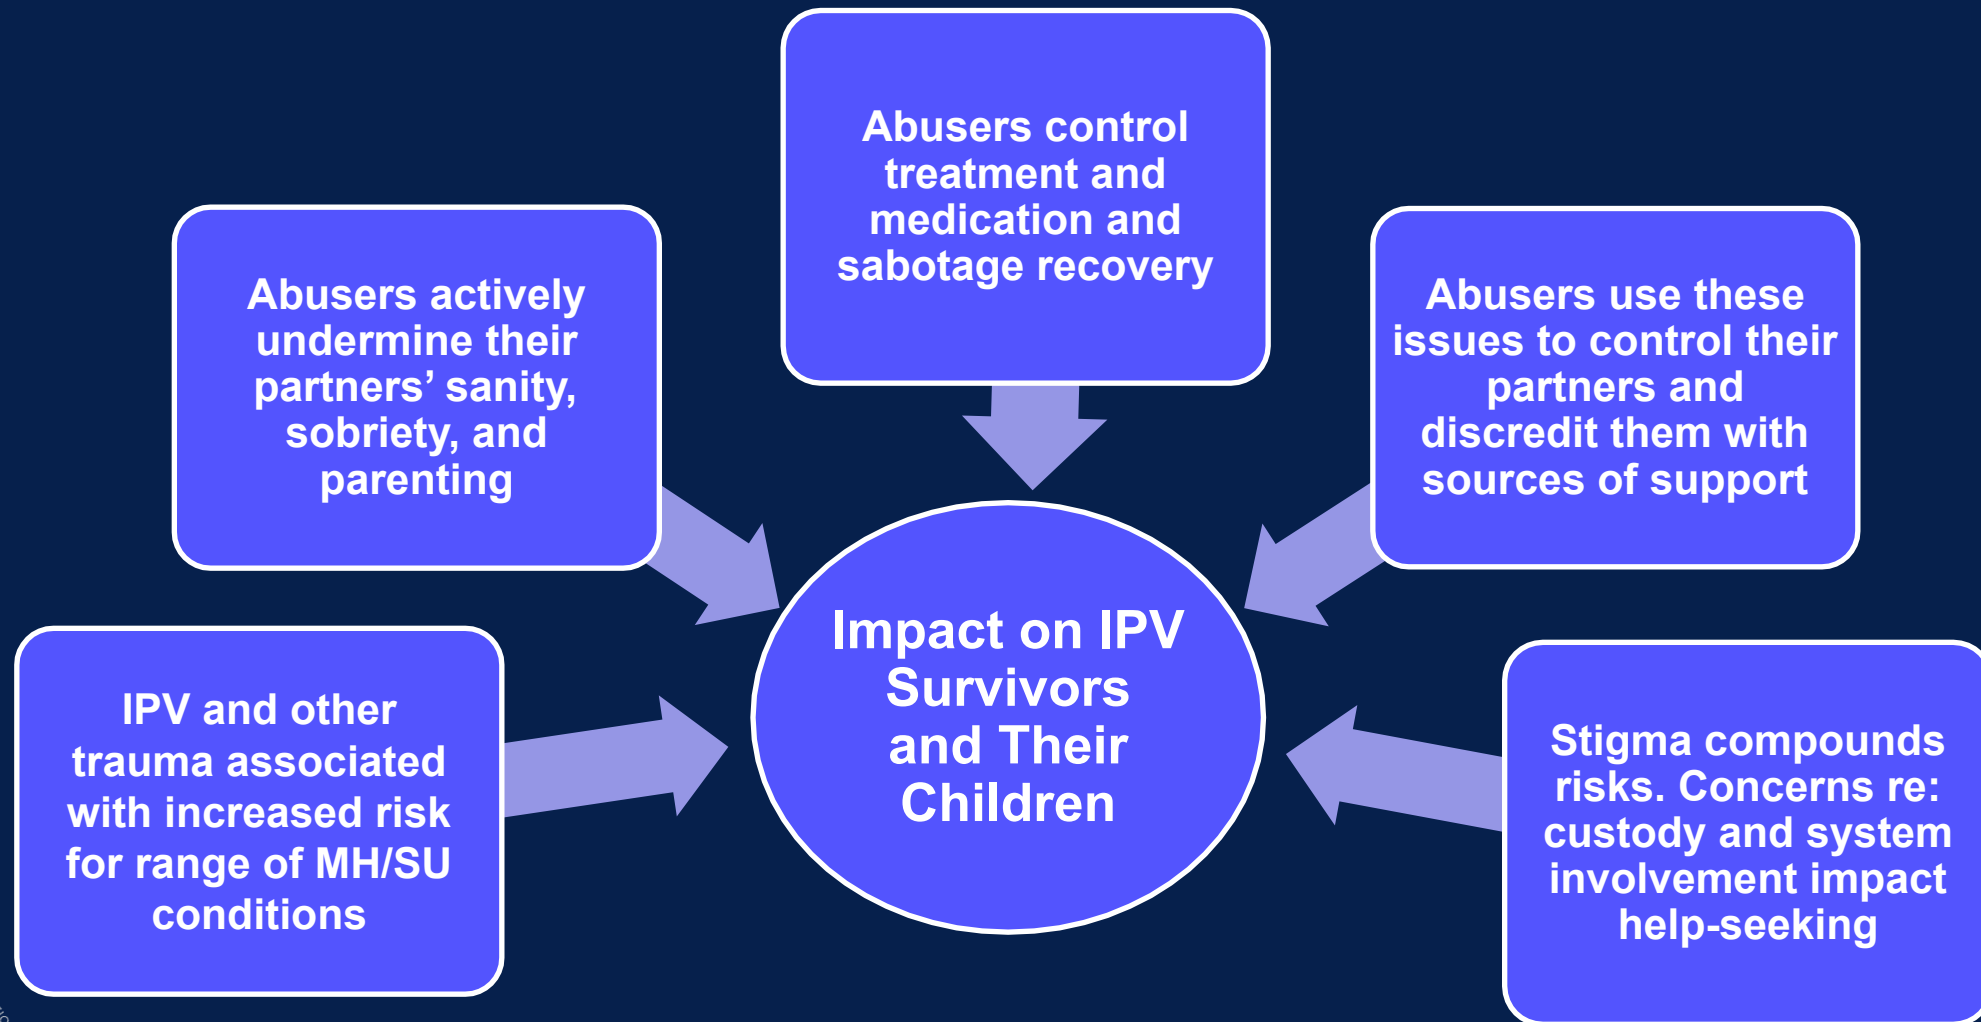 Abusers control
treatment and
medication and
sabotage recovery
Abusers actively
undermine their
partners’ sanity,
sobriety, and
parenting
Abusers use these
issues to control their
partners and
discredit them with
sources of support
Impact on IPV
Survivors
and Their
Children
IPV and other
trauma associated
with increased risk
for range of MH/SU
conditions
Stigma compounds
risks. Concerns re:
custody and system
involvement impact
help-seeking